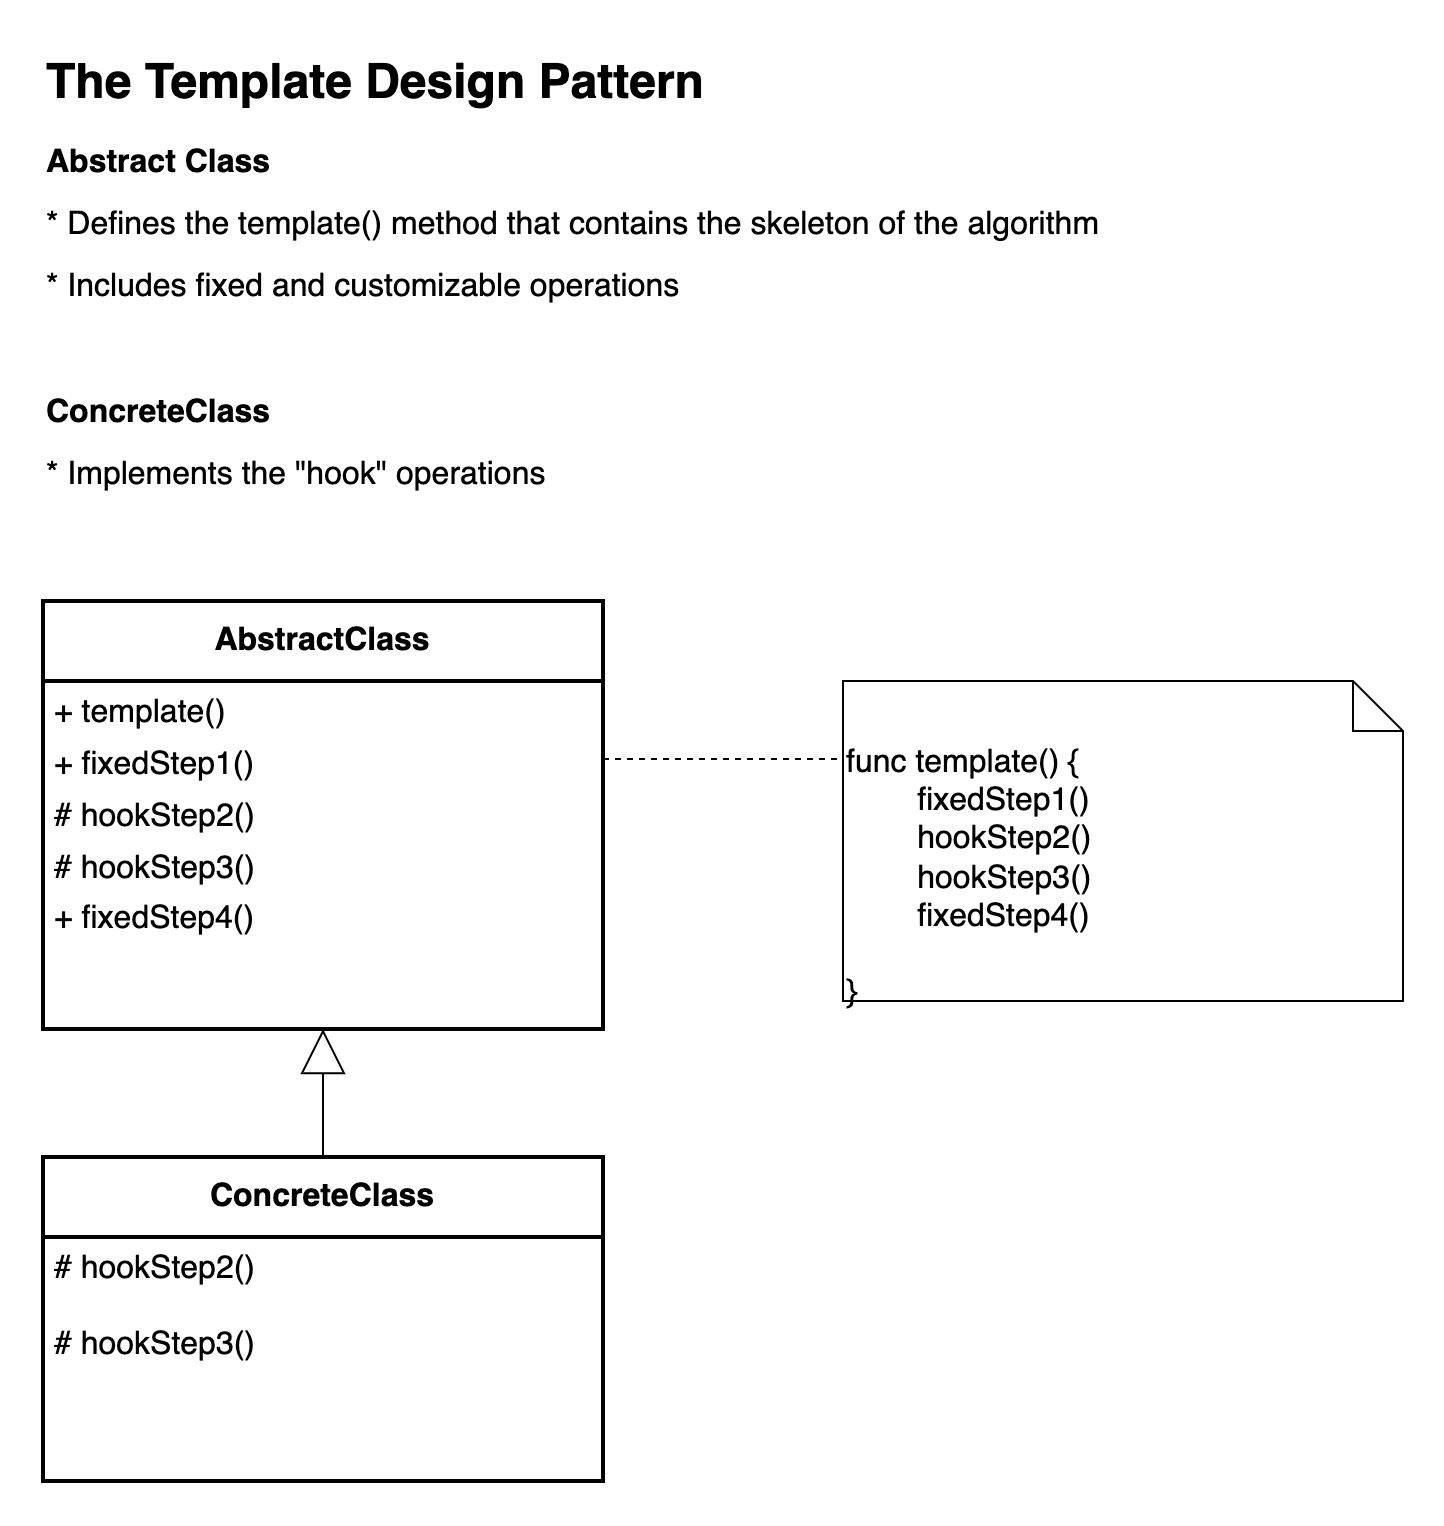 The Template Design Pattern
Abstract Class
* Defines the template() method that contains the skeleton of the algorithm
* Includes fixed and customizable operations
ConcreteClass
* Implements the "hook" operations
AbstractClass
+ template()
+ fixedStep1()
# hookStep2()
# hookStep3()
+ fixedStep4()
func template() {
fixedStep1()
hookStep2()
hookStep3()
fixedStep4()
}
ConcreteClass
# hookStep2()
# hookStep3()